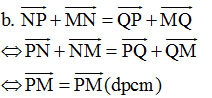 b. $\overrightarrow{NP}+\overrightarrow{MN}=\overrightarrow{QP}+\overrightarrow{MQ}$
$\Leftrightarrow \overrightarrow{PN}+\overrightarrow{NM}=\overrightarrow{PQ}+\overrightarrow{QM}$
$\Leftrightarrow \overrightarrow{PM}=\overrightarrow{PM}$(dpcm)